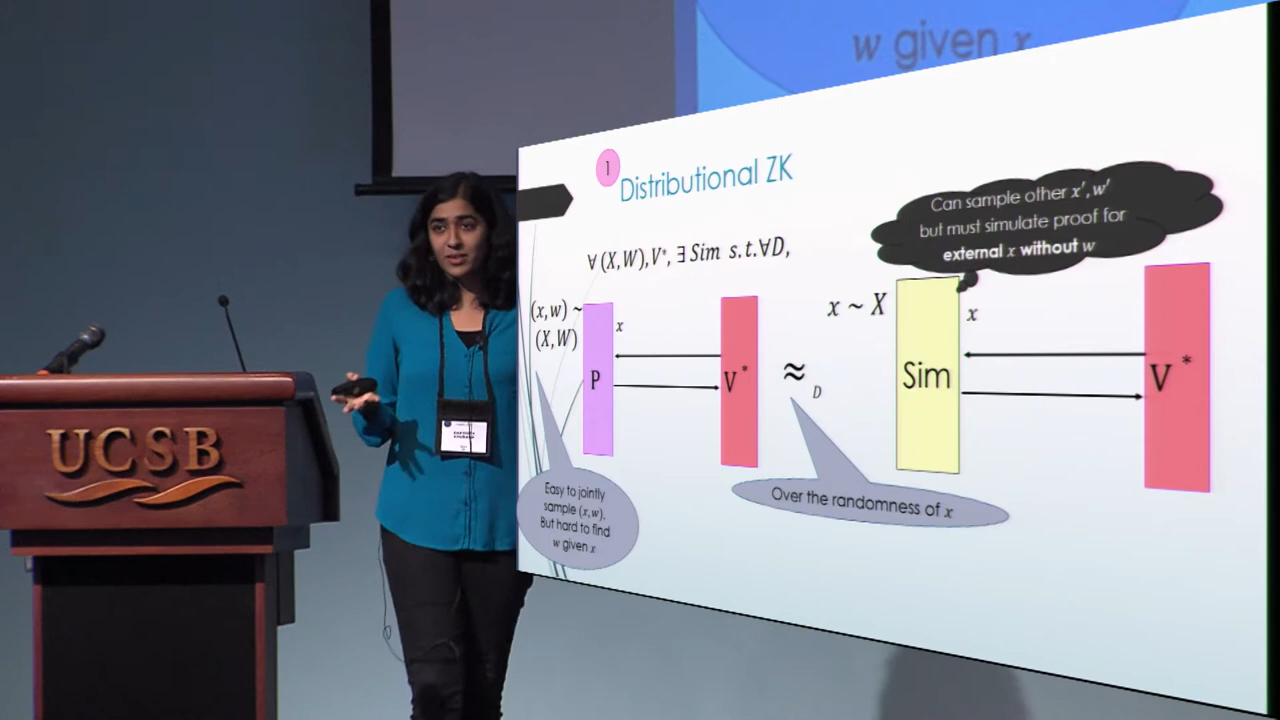 w given x
1
Distributional ZK
Can sample other x', w'
but must simulate proof for
external x without w
∀ (X,W),V*, ∃ Sim s.t.∀D,
(x,w) ~
(X,W)
x
P
V*
≈D
x ~ X
Sim
x
V*
Easy to jointly
sample (x,w),
But hard to find
w given x
Over the randomness of x
UCSB